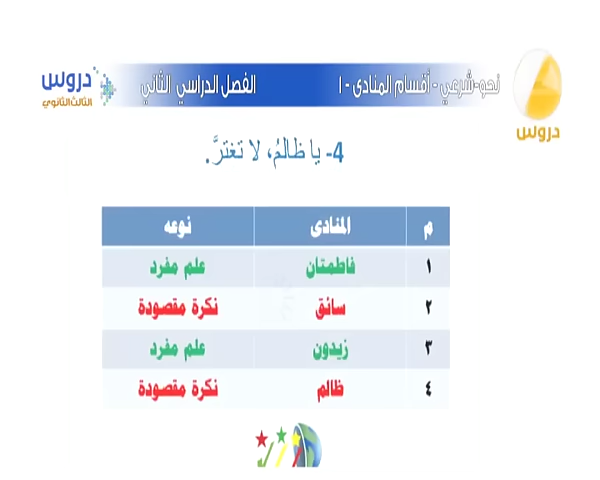 نحو-شرعي - أقسام المنادى - ١
الفصل الدراسي الثاني
دروس
الثالث الثانوي
دروس
4- يا ظالمُ، لا تغترَّ.
م المنادى نوعه
١ فاطمتان علم مفرد
٢ سائق نكرة مقصودة
٣ زيدون علم مفرد
٤ ظالم نكرة مقصودة